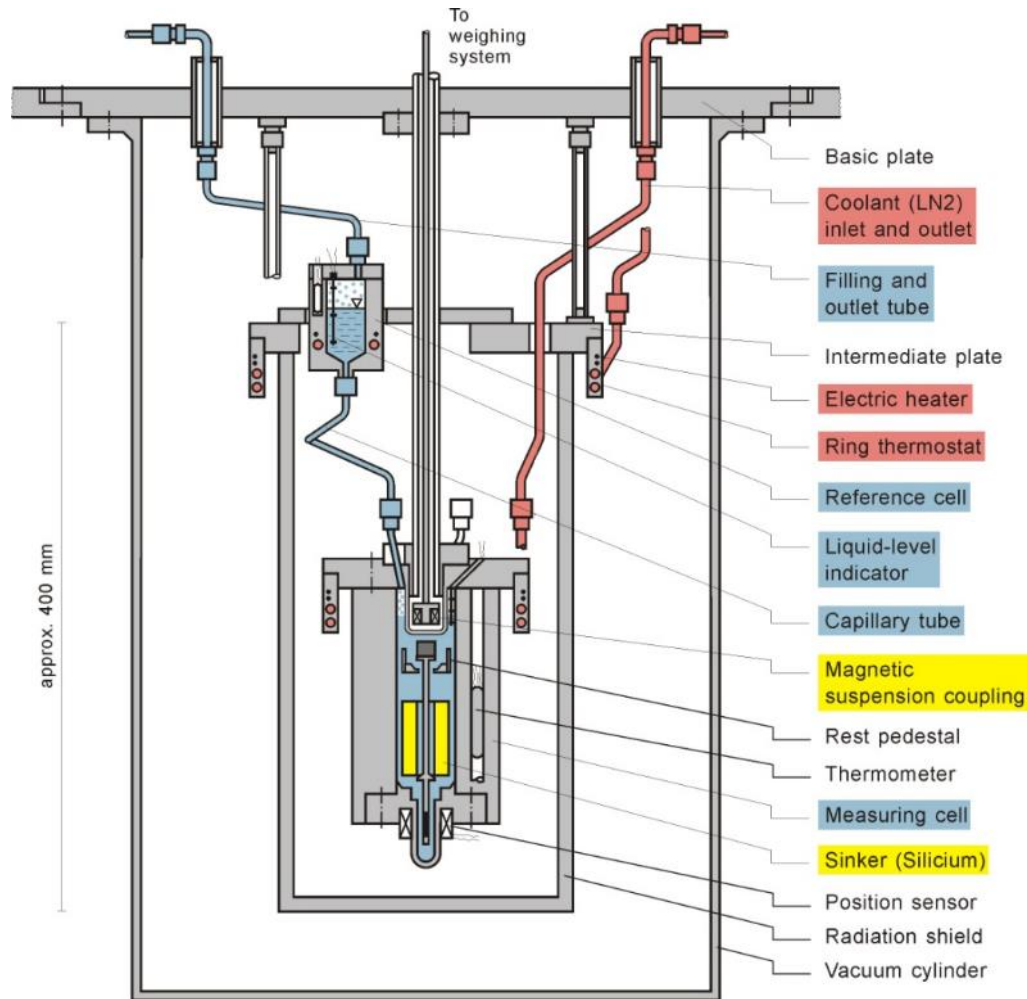 To
weighing
system
Basic plate
Coolant (LN2)
inlet and outlet
Filling and
outlet tube
Intermediate plate
Electric heater
Ring thermostat
Reference cell
Liquid-level
indicator
Capillary tube
Magnetic
suspension coupling
Rest pedestal
Thermometer
Measuring cell
Sinker (Silicium)
Position sensor
Radiation shield
Vacuum cylinder
approx. 400 mm